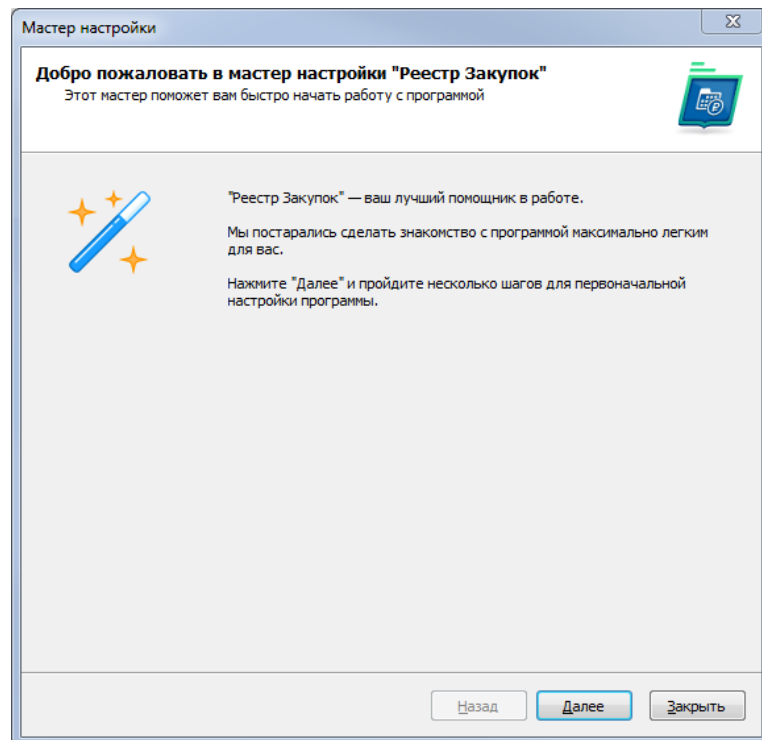 Мастер настройки
Добро пожаловать в мастер настройки "Реестр Закупок"
Этот мастер поможет вам быстро начать работу с программой
"Реестр Закупок" — ваш лучший помощник в работе.
Мы постарались сделать знакомство с программой максимально легким
для вас.
Нажмите "Далее" и пройдите несколько шагов для первоначальной
настройки программы.
Назад
Далее
Закрыть